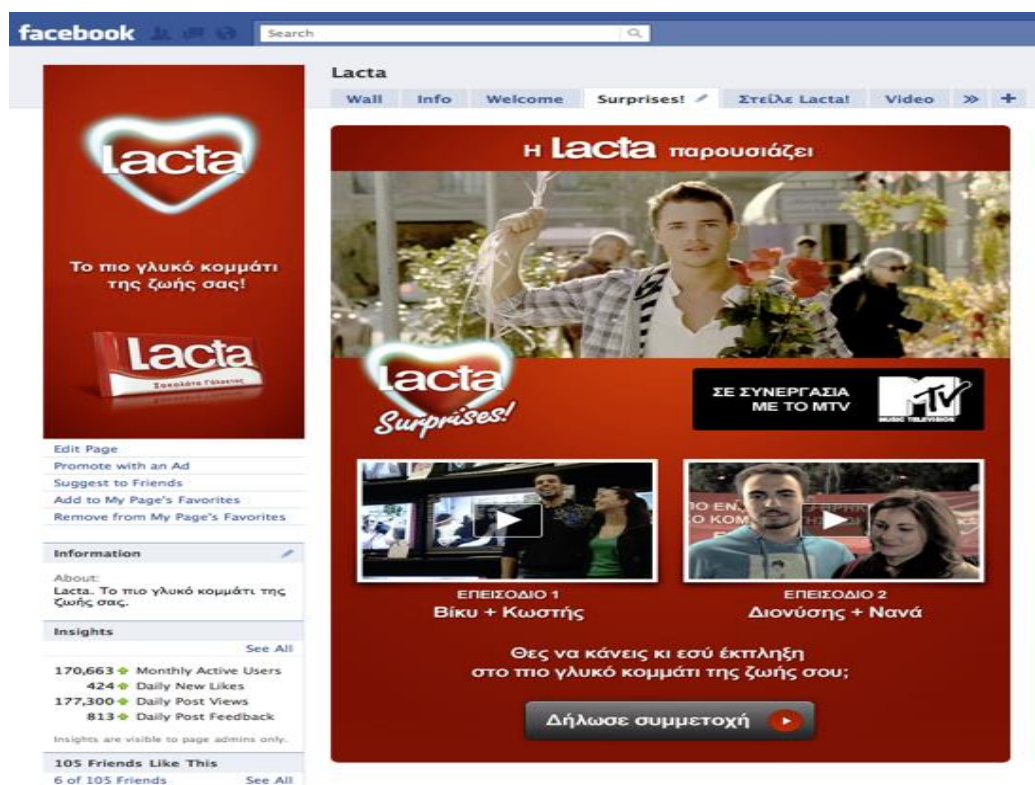 facebook
Search
Lacta
Wall Info Welcome Surprises! Στείλε Lacta! Video » +
Lacta
Το πιο γλυκό κομμάτι
της ζωής σας!
Lacta
Σοκολάτα Γάλακτος
Edit Page
Promote with an Ad
Suggest to Friends
Add to My Page's Favorites
Remove from My Page's Favorites
Information
About:
Lacta. Το πιο γλυκό κομμάτι της
ζωής σας.
Insights
See All
170,663 Monthly Active Users
424 Daily New Likes
177,300 Daily Post Views
813 Daily Post Feedback
Insights are visible to page admins only.
105 Friends Like This
6 of 105 Friends See All
Η Lacta παρουσιάζει
Lacta
Surprises!
ΣΕ ΣΥΝΕΡΓΑΣΙΑ
ΜΕ ΤΟ MTV
MTV
MUSIC TELEVISION
ΕΠΕΙΣΟΔΙΟ 1
Βίκυ + Κωστής
ΕΠΕΙΣΟΔΙΟ 2
Διονύσης + Νανά
Θες να κάνεις κι εσύ έκπληξη
στο πιο γλυκό κομμάτι της ζωής σου;
Δήλωσε συμμετοχή